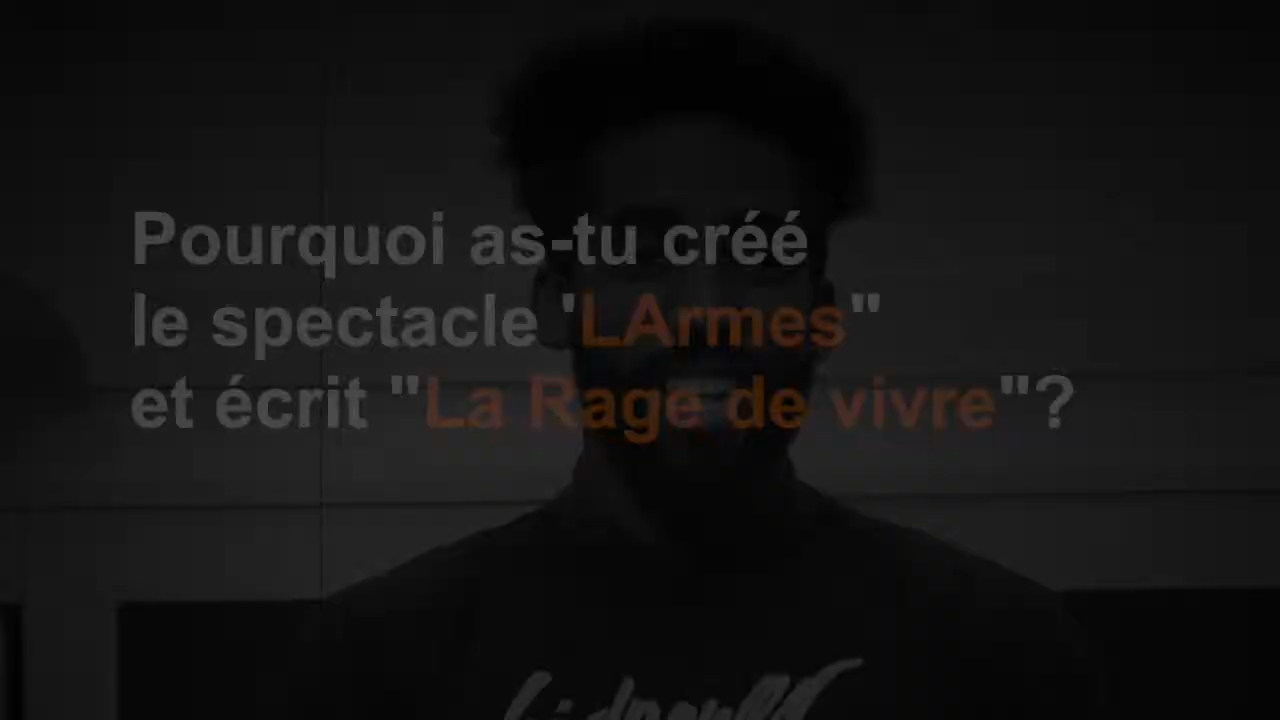 Pourquoi as-tu créé
le spectacle 'LArmes"
et écrit "La Rage de vivre"?